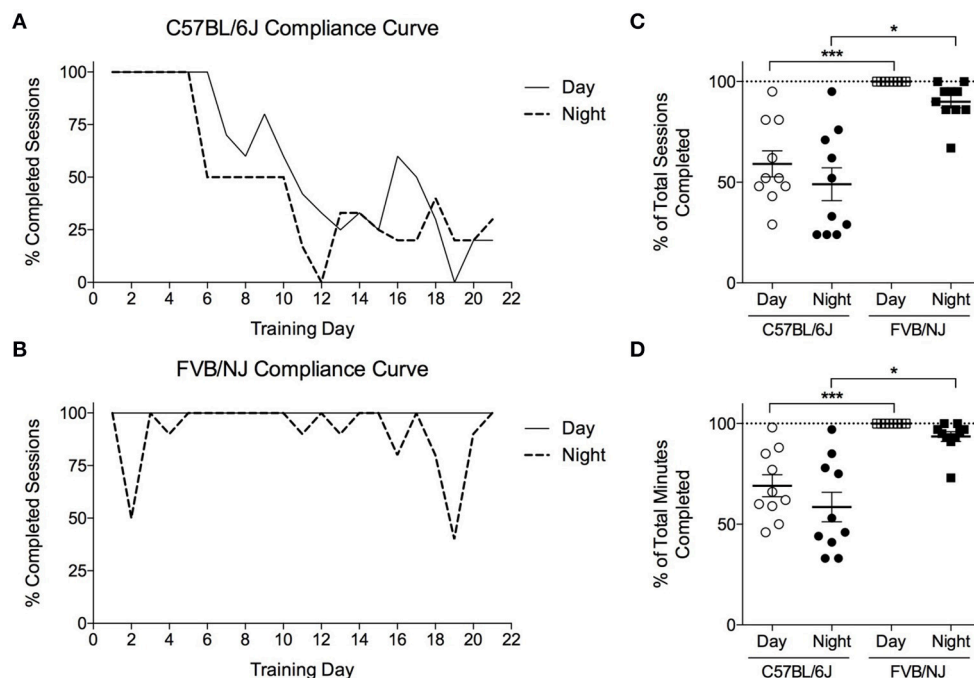 A
C57BL/6J Compliance Curve
% Completed Sessions
100
75
50
25
0
0 2 4 6 8 10 12 14 16 18 20 22
Training Day
Day
Night
B
FVB/NJ Compliance Curve
% Completed Sessions
100
75
50
25
0
0 2 4 6 8 10 12 14 16 18 20 22
Training Day
Day
Night
C
*
***
% of Total Sessions
Completed
100
50
0
Day Night Day Night
C57BL/6J FVB/NJ
D
*
***
% of Total Minutes
Completed
100
50
0
Day Night Day Night
C57BL/6J FVB/NJ